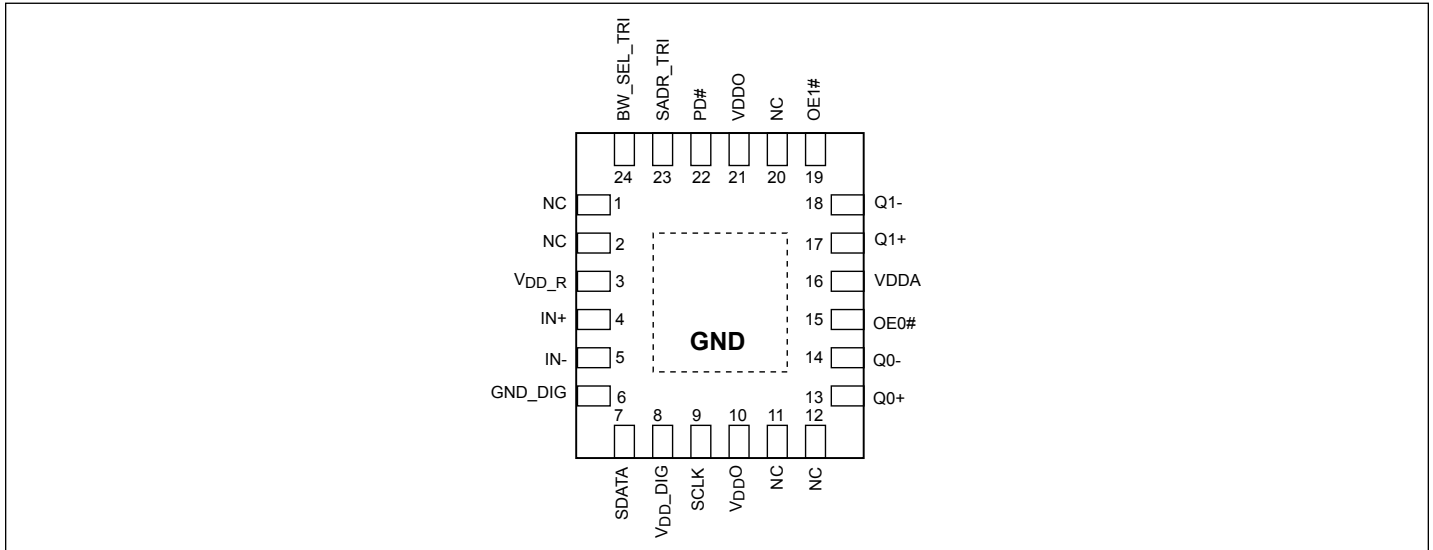 BW_SEL_TRI
SADR_TRI
PD#
VDDO
NC
OE1#
24 23 22 21 20 19
NC 1 18 Q1-
NC 2 17 Q1+
VDD_R 3 16 VDDA
IN+ 4 15 OE0#
GND
IN- 5 14 Q0-
GND_DIG 6 13 Q0+
7 8 9 10 11 12
SDATA
VDD_DIG
SCLK
VDDO
NC
NC